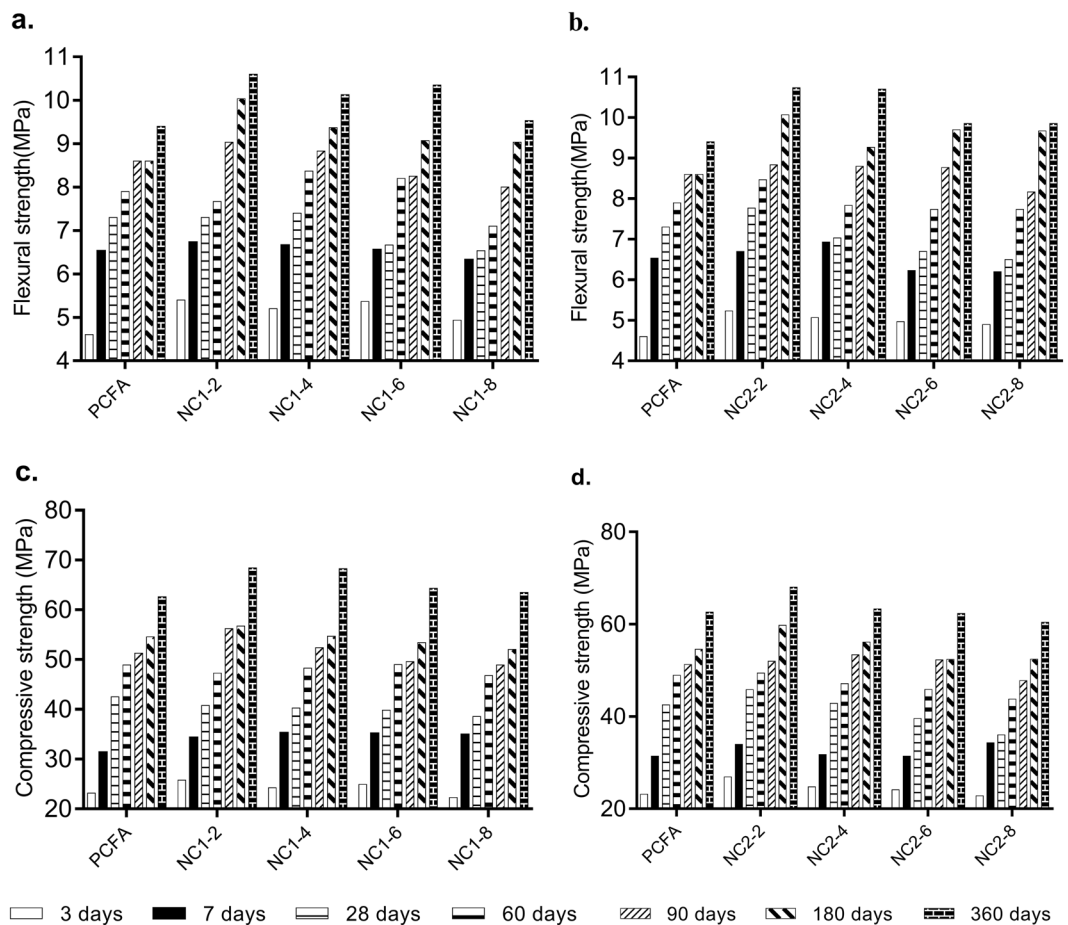 a.
Flexural strength(MPa)
11
10
9
8
7
6
5
4
PCFA
NC1-2
NC1-4
NC1-6
NC1-8
b.
Flexural strength(MPa)
11
10
9
8
7
6
5
4
PCFA
NC2-2
NC2-4
NC2-6
NC2-8
c.
Compressive strength (MPa)
80
70
60
50
40
30
20
PCFA
NC1-2
NC1-4
NC1-6
NC1-8
d.
Compressive strength (MPa)
80
60
40
20
PCFA
NC2-2
NC2-4
NC2-6
NC2-8
3 days 7 days 28 days 60 days 90 days 180 days 360 days